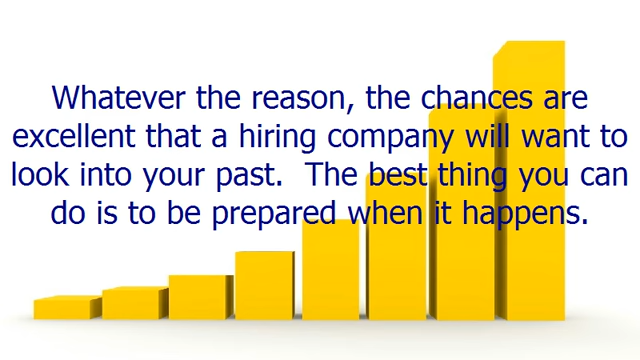 Whatever the reason, the chances are
excellent that a hiring company will want to
look into your past.  The best thing you can
do is to be prepared when it happens.